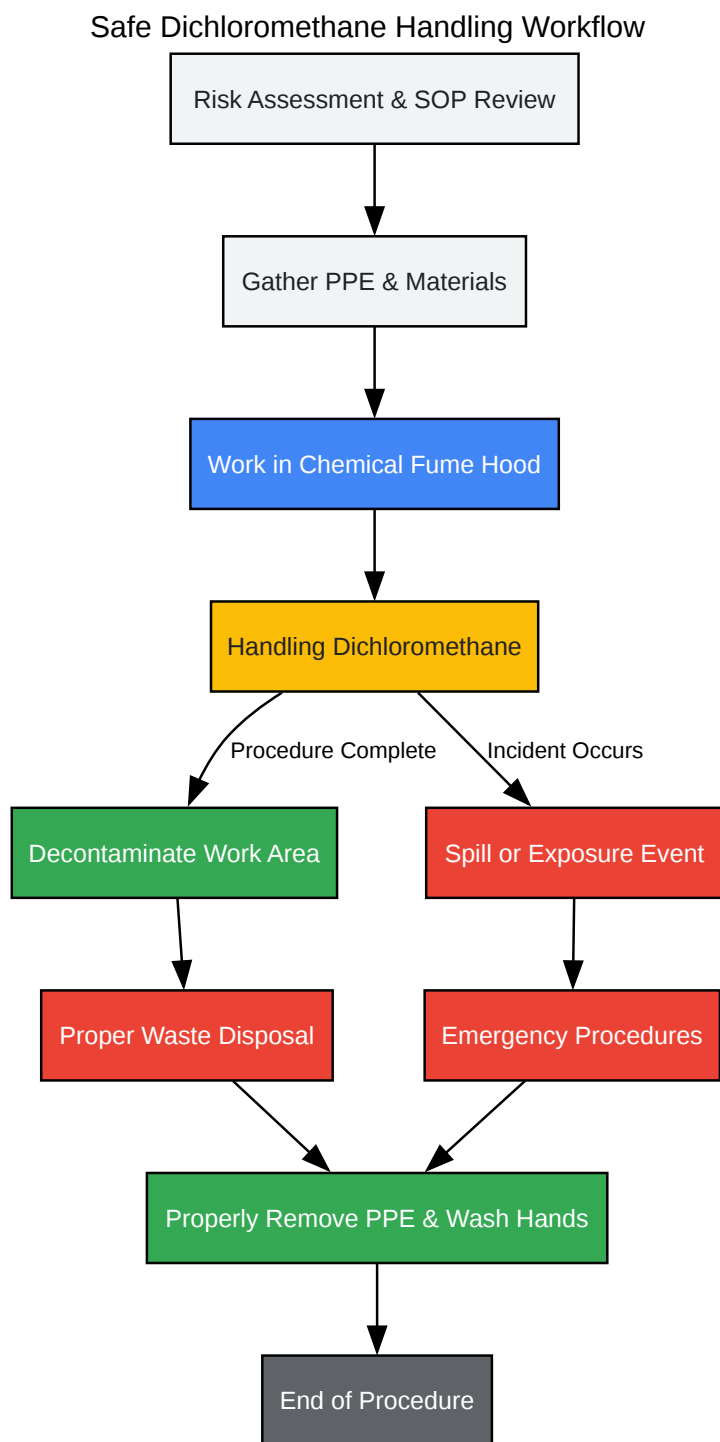 Safe Dichloromethane Handling Workflow
Risk Assessment & SOP Review
Gather PPE & Materials
Work in Chemical Fume Hood
Handling Dichloromethane
Procedure Complete
Incident Occurs
Decontaminate Work Area
Spill or Exposure Event
Proper Waste Disposal
Emergency Procedures
Properly Remove PPE & Wash Hands
End of Procedure